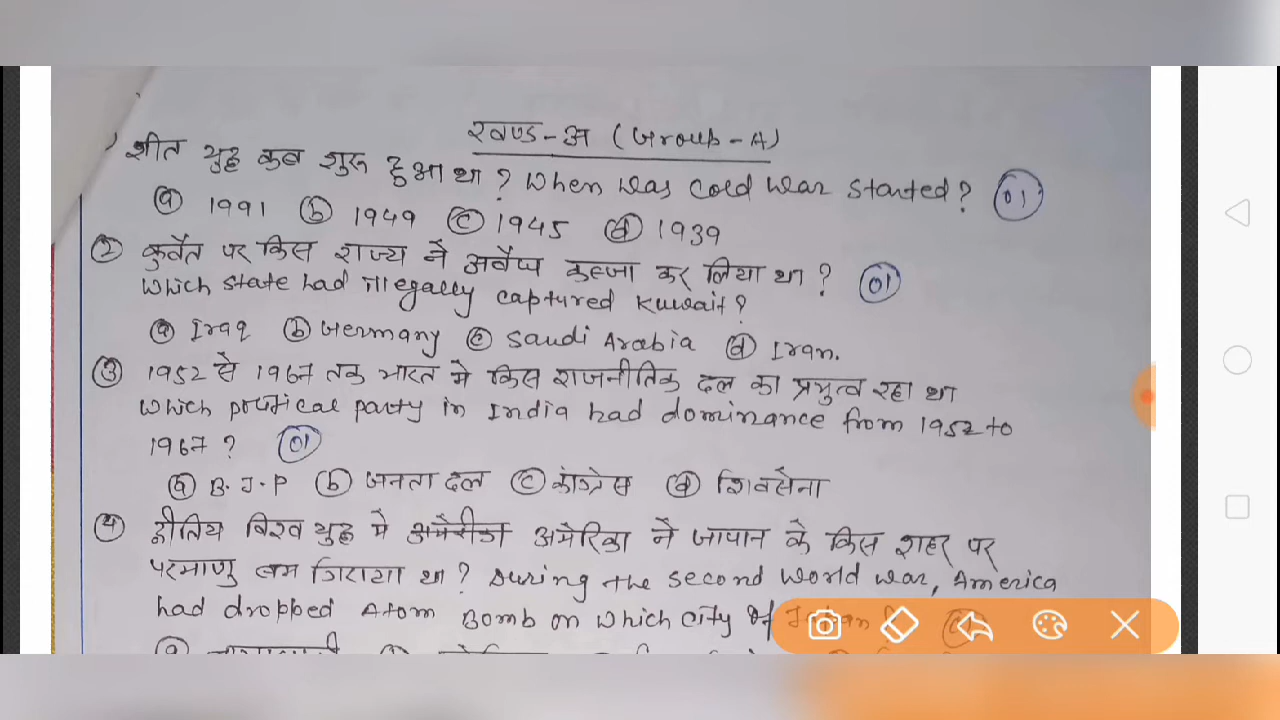 खण्ड-अ (Group-A)
शीत युद्ध कब शुरू हुआ था? When was cold war started? 01
(a) 1991 (b) 1949 (c) 1945 (d) 1939
(2) कुवैत पर किस राज्य ने अवैध कब्जा कर लिया था? 01
Which state had illegally captured Kuwait?
(a) Iraq (b) Germany (c) Saudi Arabia (d) Iran.
(3) 1952 से 1967 तक भारत मे किस राजनीतिक दल का प्रभुत्व रहा था
Which political party in India had dominance from 1952 to
1967? 01
(a) B.J.P (b) जनता दल (c) कांग्रेस (d) शिवसेना
(4) द्वीतिय विश्व युद्ध मे अमेरिका ने जापान के किस शहर पर
परमाणु बम गिराया था? During the second world war, America
had dropped Atom Bomb on which city of Japan